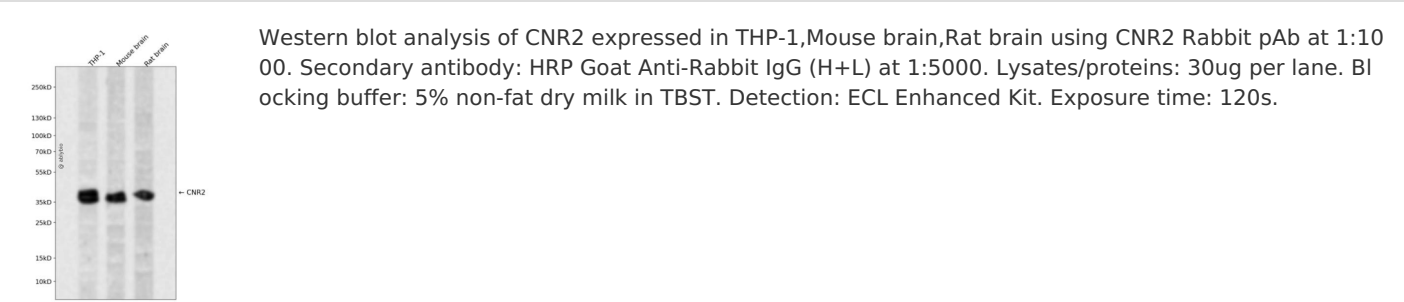 THP-1
Mouse brain
Rat brain
250kD
130kD
100kD
70kD
55kD
35kD
25kD
15kD
10kD
@ abbybio
← CNR2
Western blot analysis of CNR2 expressed in THP-1,Mouse brain,Rat brain using CNR2 Rabbit pAb at 1:10
00. Secondary antibody: HRP Goat Anti-Rabbit IgG (H+L) at 1:5000. Lysates/proteins: 30ug per lane. Bl
ocking buffer: 5% non-fat dry milk in TBST. Detection: ECL Enhanced Kit. Exposure time: 120s.